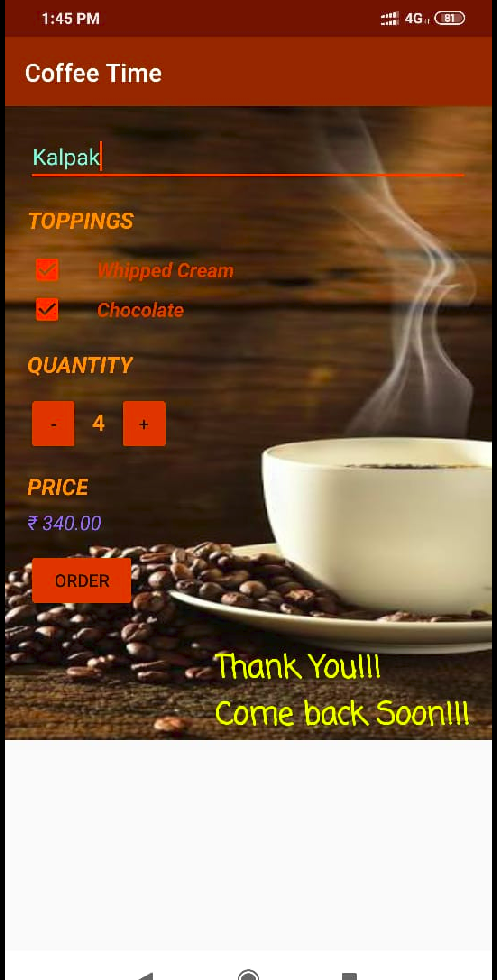 1:45 PM 4G 81
Coffee Time
Kalpak
TOPPINGS
Whipped Cream
Chocolate
QUANTITY
- 4 +
PRICE
₹ 340.00
ORDER
Thank You!!!
Come back Soon!!!